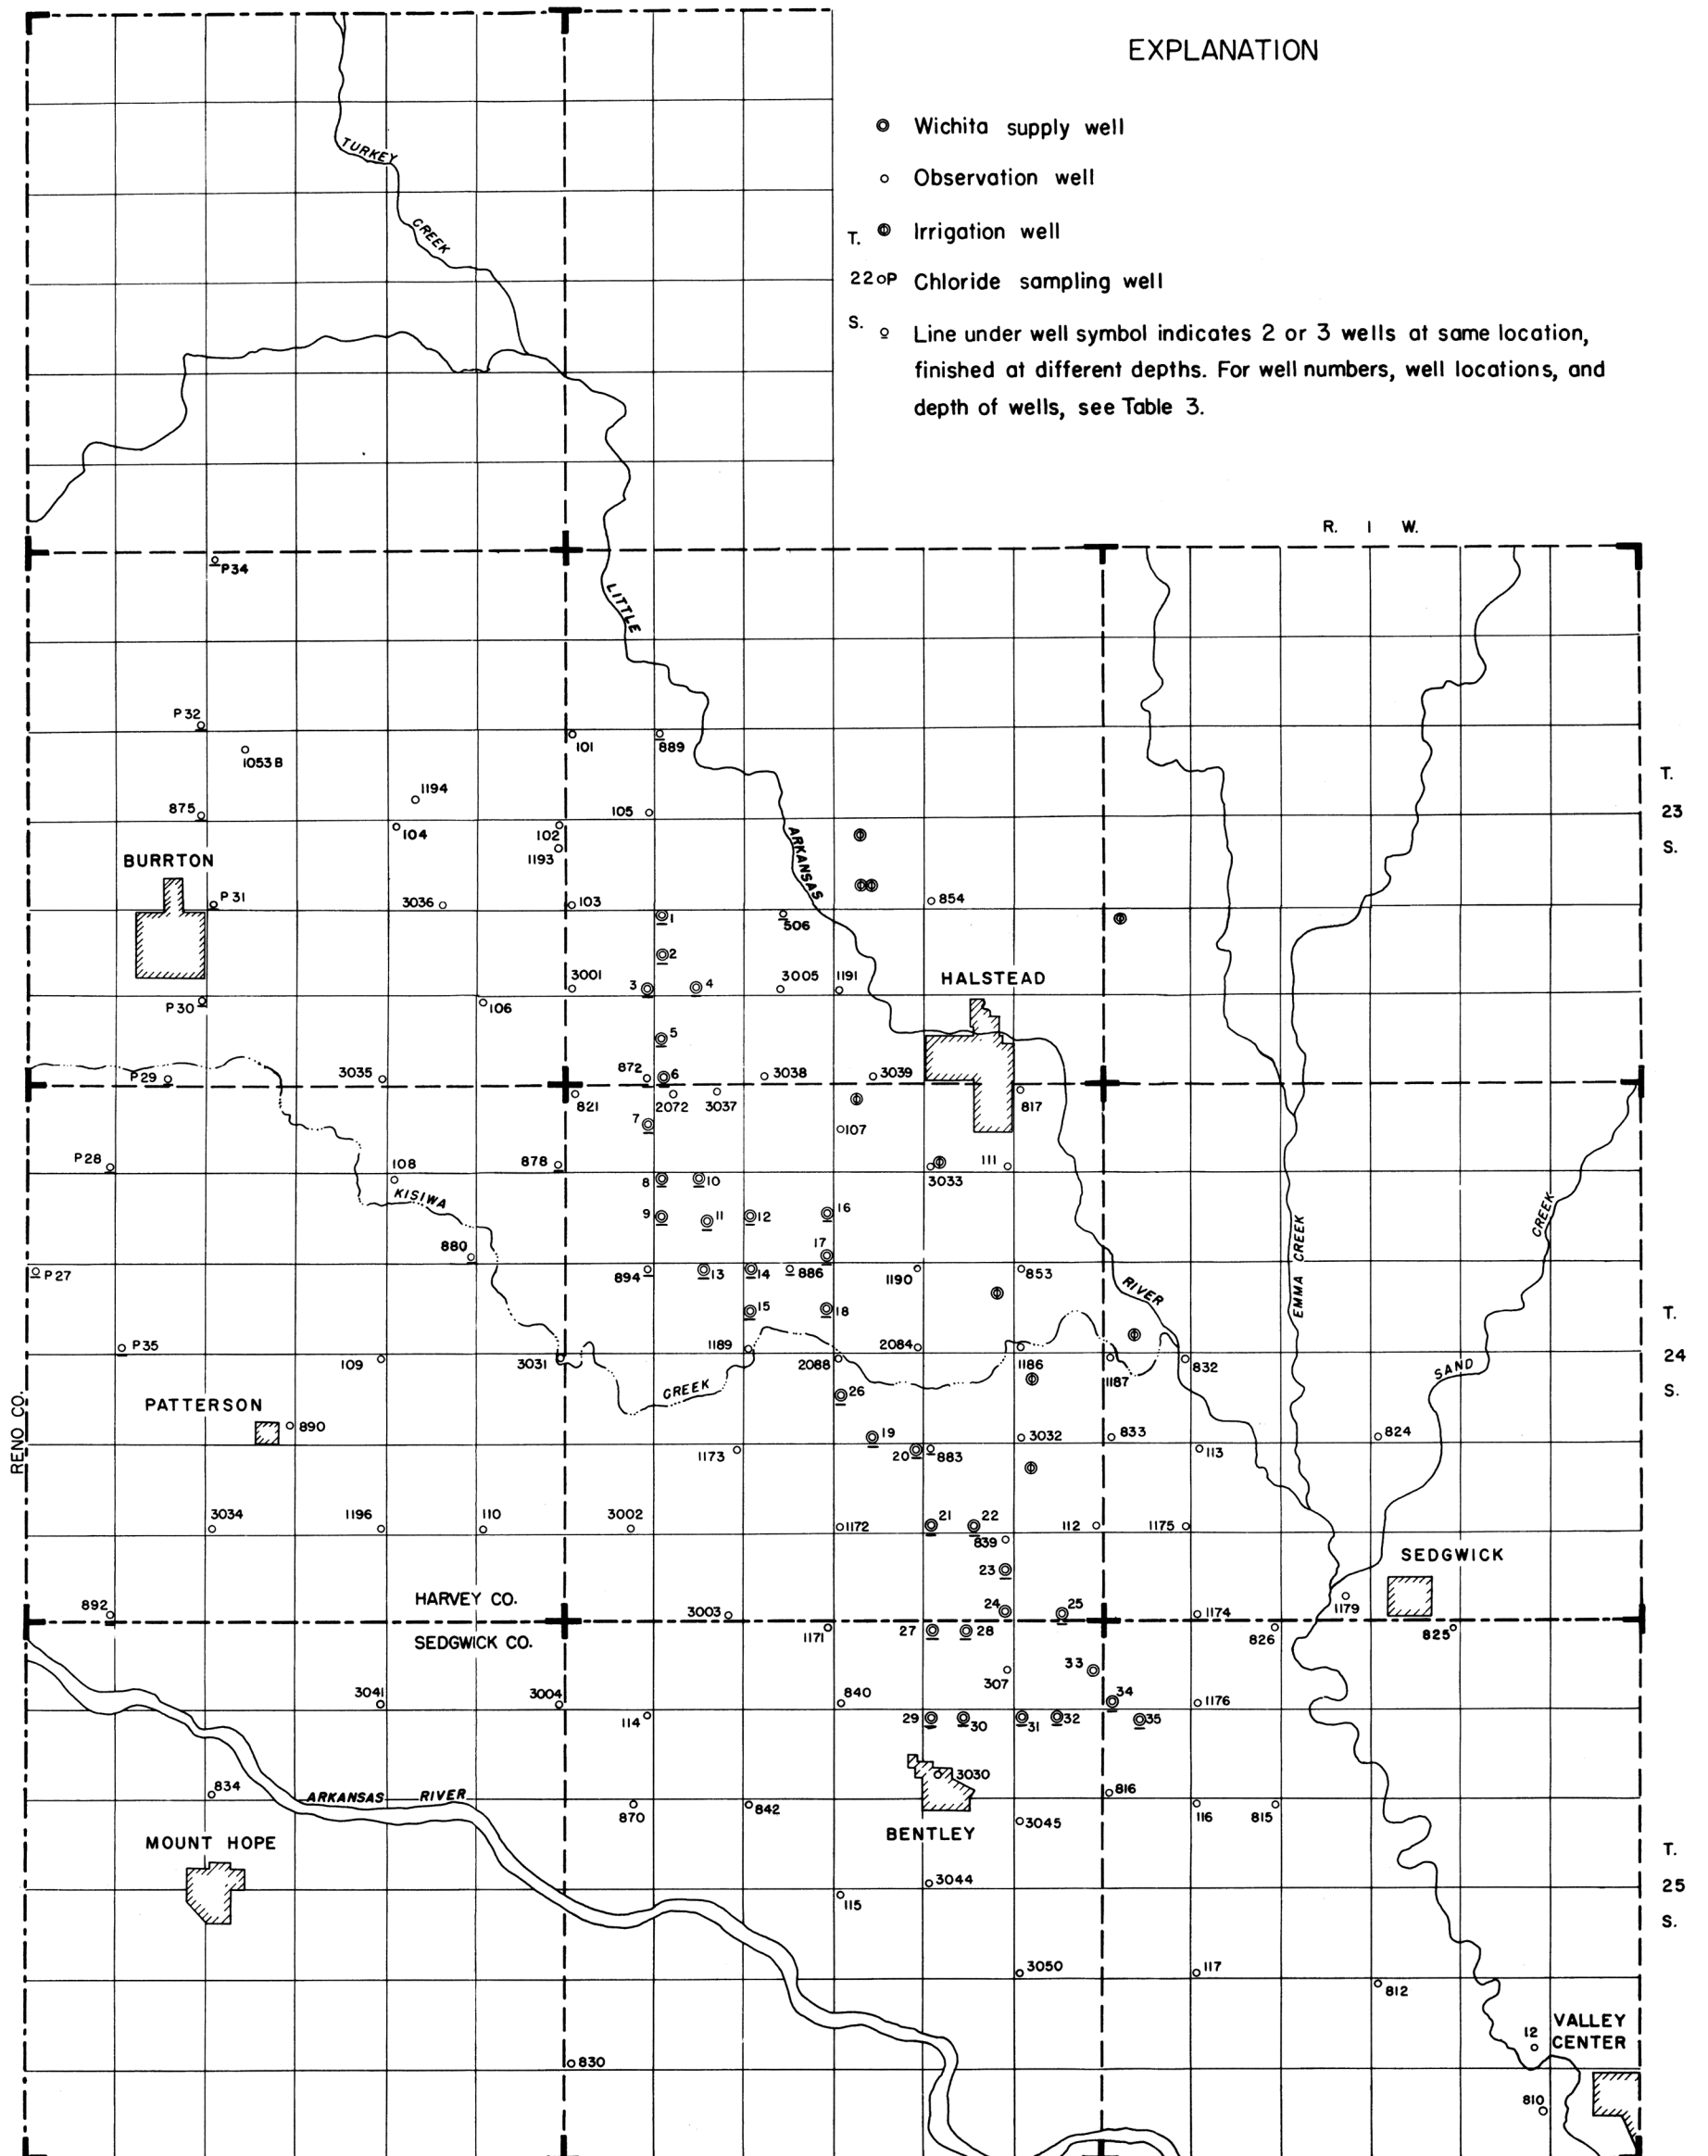 EXPLANATION
Wichita supply well
Observation well
T.
Irrigation well
22 P Chloride sampling well
S.
Line under well symbol indicates 2 or 3 wells at same location,
finished at different depths. For well numbers, well locations, and
depth of wells, see Table 3.
TURKEY
CREEK
R. I W.
P34
LITTLE
P32
101
889
1053B
1194
T.
23
S.
875
104
102
105
1193
ARKANSAS
BURRTON
P31
3036
103
1
506
854
2
HALSTEAD
3001
3
4
3005
1191
P30
106
5
P29
3035
872
6
3038
3039
821
2072
3037
817
7
107
P28
108
878
111
3033
KISIWA
8
10
9
11
12
16
CREEK
EMMA CREEK
880
17
P27
894
13
14
886
1190
853
RIVER
15
18
T.
24
S.
P35
109
3031
1189
2088
2084
1186
1187
832
SAND
CREEK
26
PATTERSON
890
RENO CO.
19
3032
833
824
1173
20
883
113
3034
1196
110
3002
1172
21
22
112
1175
839
SEDGWICK
23
892
HARVEY CO.
3003
24
25
1174
1179
SEDGWICK CO.
1171
27
28
826
825
307
33
3041
3004
840
34
1176
114
29
30
31
32
35
834
ARKANSAS RIVER
3030
816
870
842
116
815
3045
MOUNT HOPE
BENTLEY
T.
25
S.
3044
115
3050
117
812
12
VALLEY
CENTER
830
810